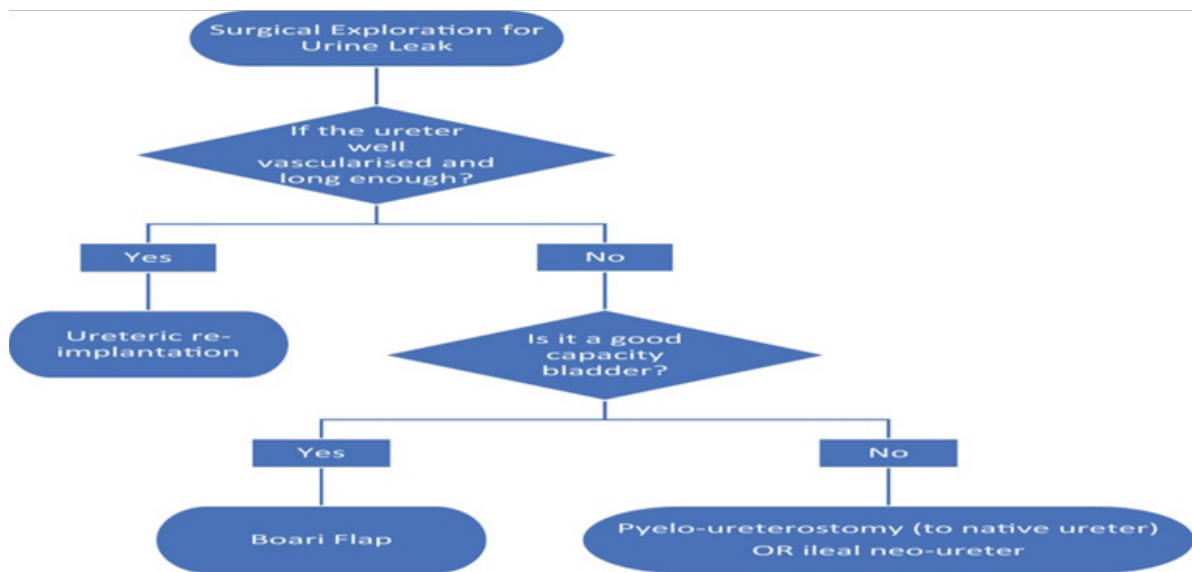 Surgical Exploration for
Urine Leak
If the ureter
well
vascularised and
long enough?
Yes
No
Ureteric re-
implantation
Is it a good
capacity
bladder?
Yes
No
Boari Flap
Pyelo-ureterostomy (to native ureter)
OR ileal neo-ureter